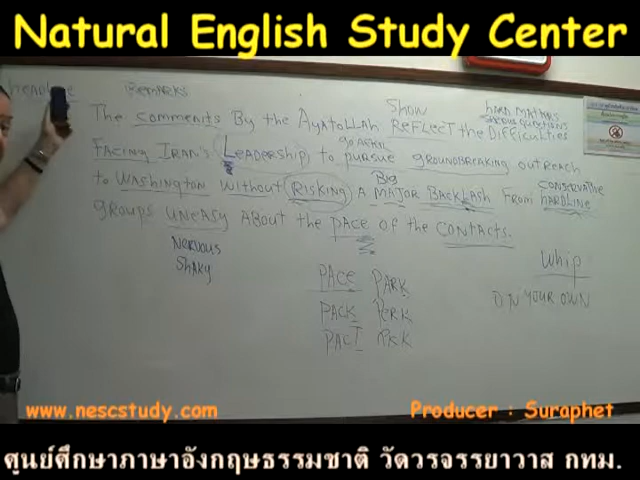 Natural English Study Center
headline REMARKS
Show HARD MATTERS
SERIOUS QUESTIONS
The comments By the AYATOLLAH REFLECT the DifficultiEs
go AFTER
FACING IRAN's Leadership to pursue GROUNDBREAKING outREACH
Big CONSERVATIVE
to WASHINGTON without RISKING A MAJOR BACKLASH From hARDLINE
groups UNEASY ABout the PACE of the CONTACTS.
NERVOUS
SHAKY
whip
PACE PARK
ON YOUR OWN
PACK PERK
PACT
www.nescstudy.com Producer : Suraphet
ศูนย์ศึกษาภาษาอังกฤษธรรมชาติ วัดวรจรรยาวาส กทม.